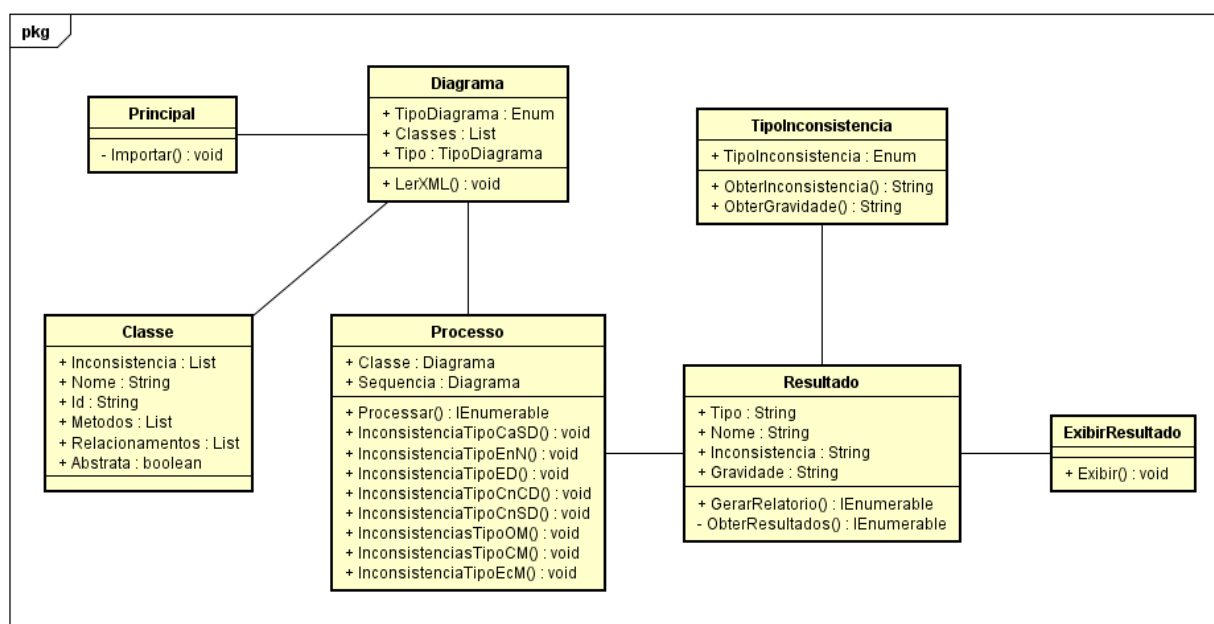 pkg
Principal
- Importar() : void
Diagrama
+ TipoDiagrama : Enum
+ Classes : List
+ Tipo : TipoDiagrama
+ LerXML() : void
TipoInconsistencia
+ TipoInconsistencia : Enum
+ ObterInconsistencia() : String
+ ObterGravidade() : String
Classe
+ Inconsistencia : List
+ Nome : String
+ Id : String
+ Metodos : List
+ Relacionamentos : List
+ Abstrata : boolean
Processo
+ Classe : Diagrama
+ Sequencia : Diagrama
+ Processar() : IEnumerable
+ InconsistenciaTipoCaSD() : void
+ InconsistenciaTipoEnN() : void
+ InconsistenciaTipoED() : void
+ InconsistenciaTipoCnCD() : void
+ InconsistenciaTipoCnSD() : void
+ InconsistenciasTipoOM() : void
+ InconsistenciasTipoCM() : void
+ InconsistenciaTipoEcM() : void
Resultado
+ Tipo : String
+ Nome : String
+ Inconsistencia : String
+ Gravidade : String
+ GerarRelatorio() : IEnumerable
- ObterResultados() : IEnumerable
ExibirResultado
+ Exibir() : void